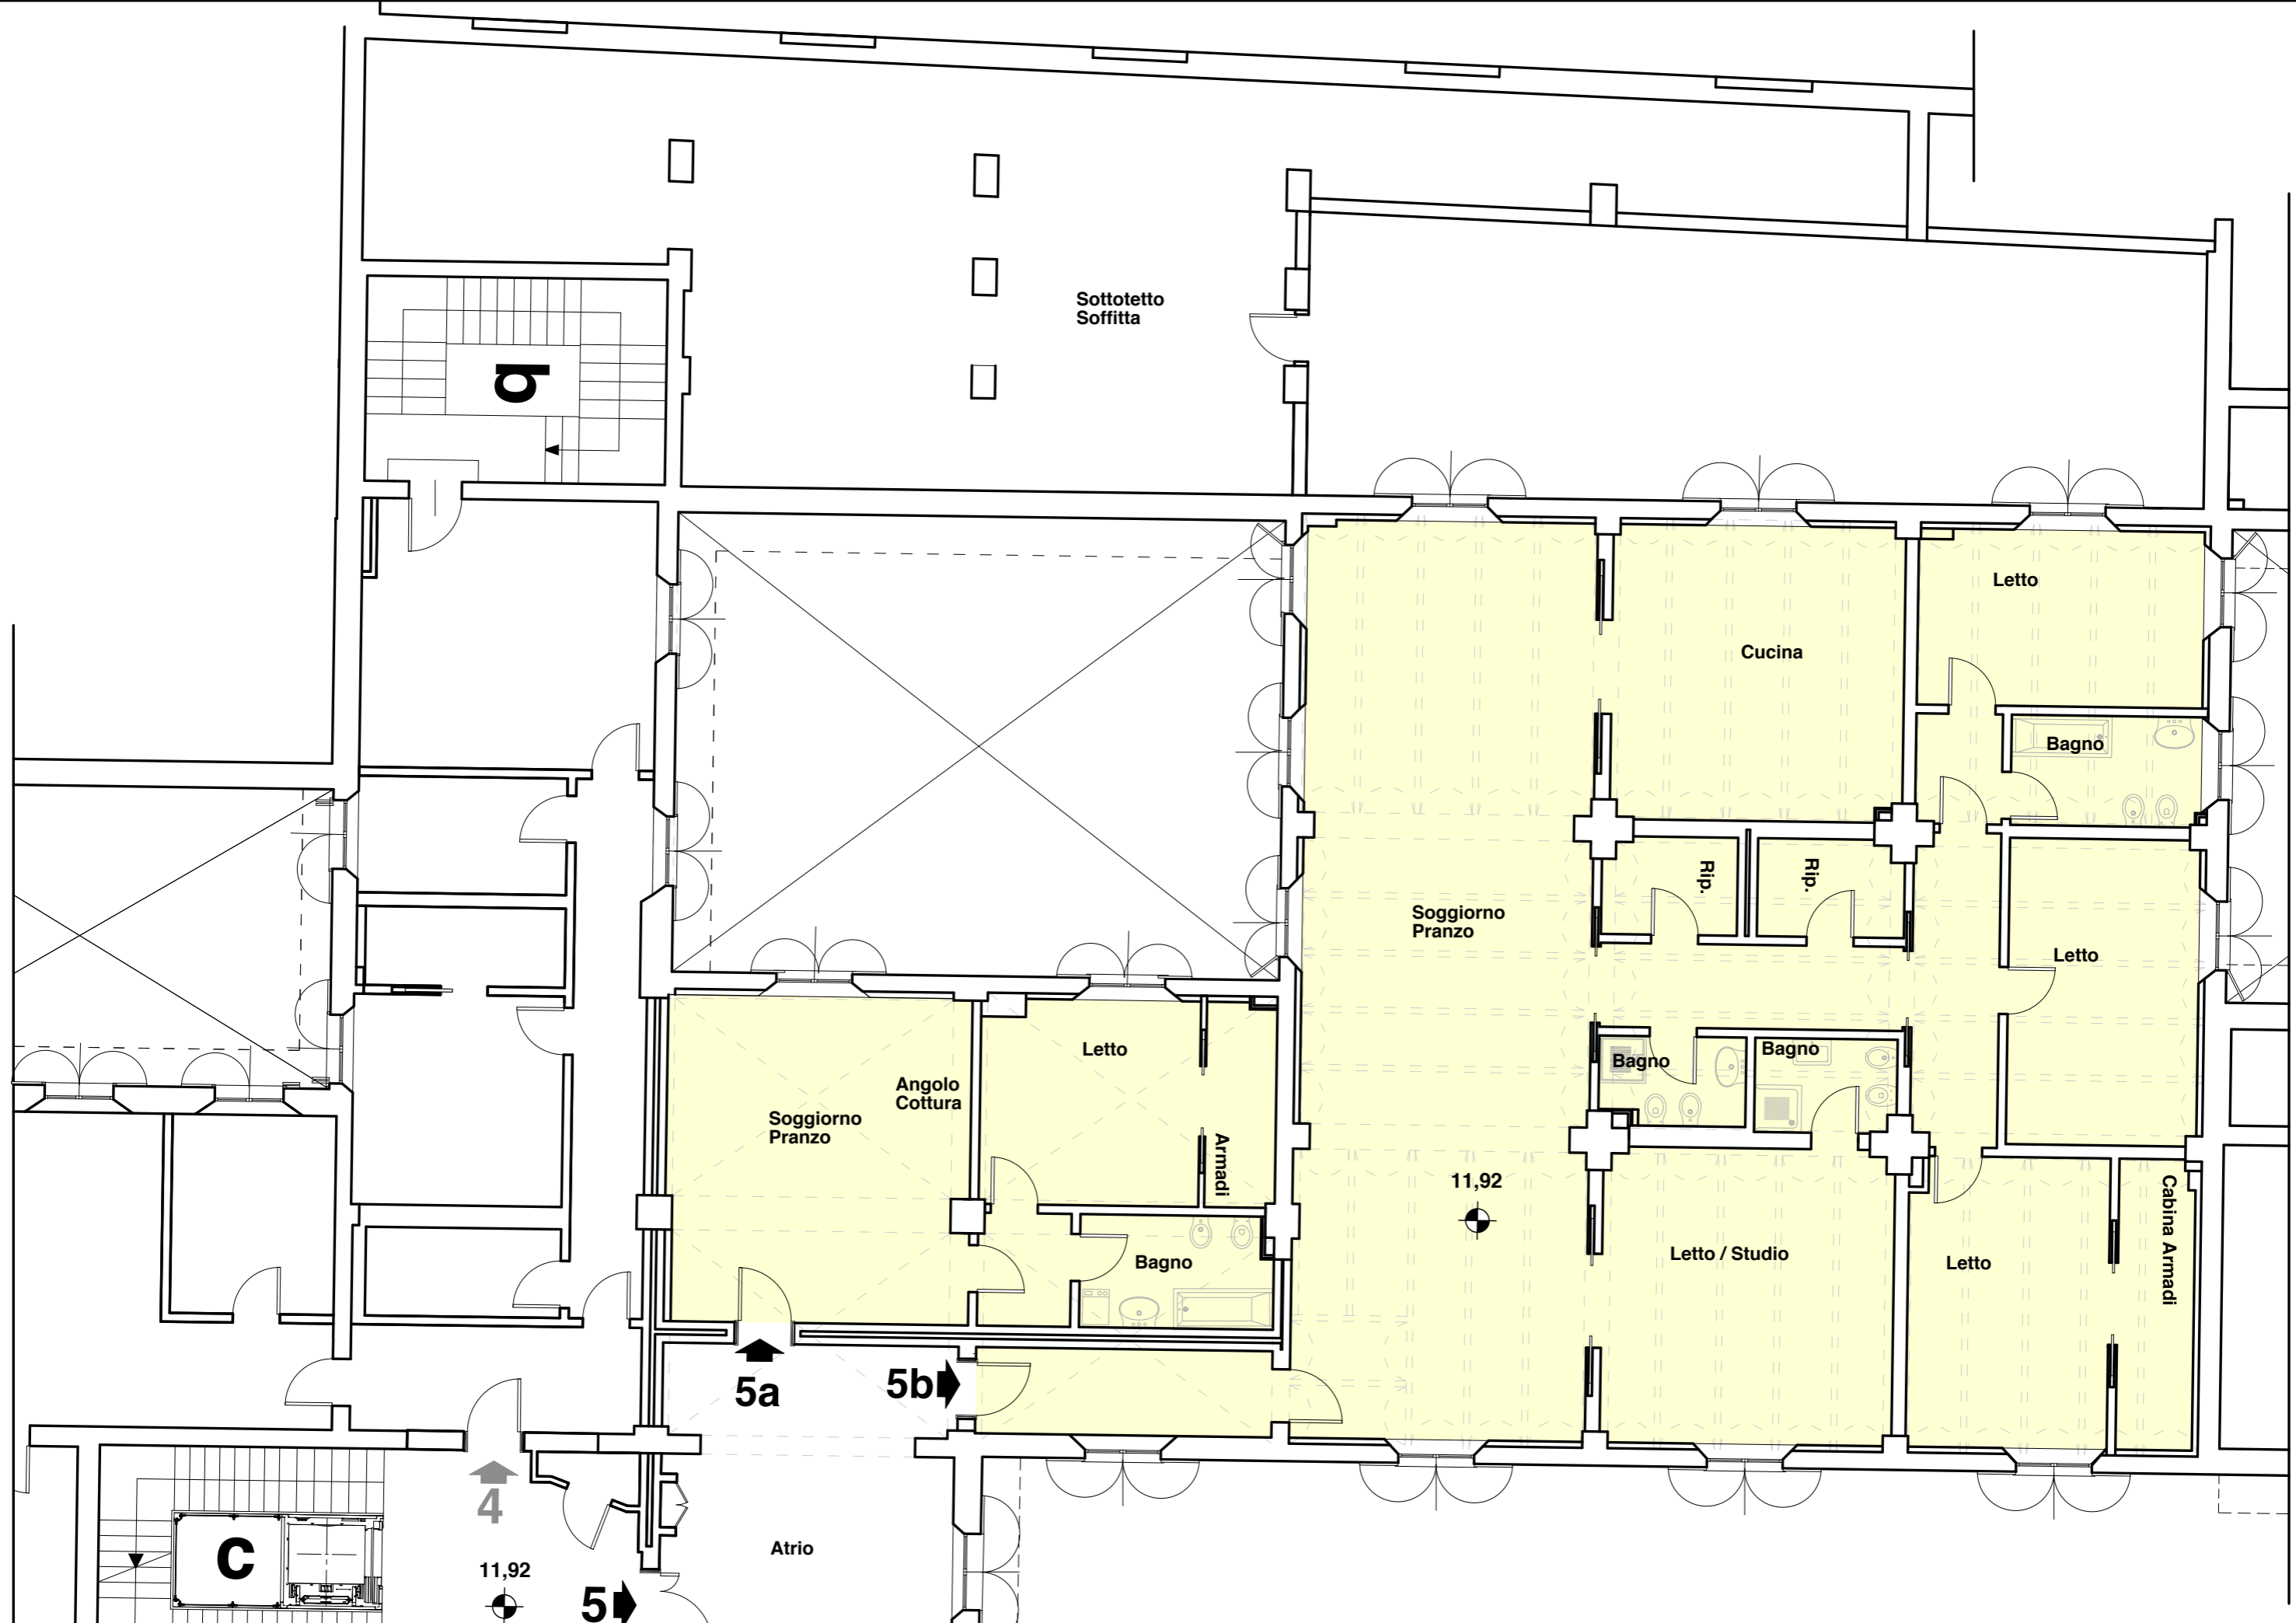 Sottotetto
Soffitta
b
Letto
Cucina
Bagno
Rip.
Rip.
Soggiorno
Pranzo
Letto
Letto
Bagno
Bagno
Angolo
Cottura
Soggiorno
Pranzo
Armadi
11,92
Cabina Armadi
Letto / Studio
Bagno
Letto
5a
5b
4
c
Atrio
11,92
5